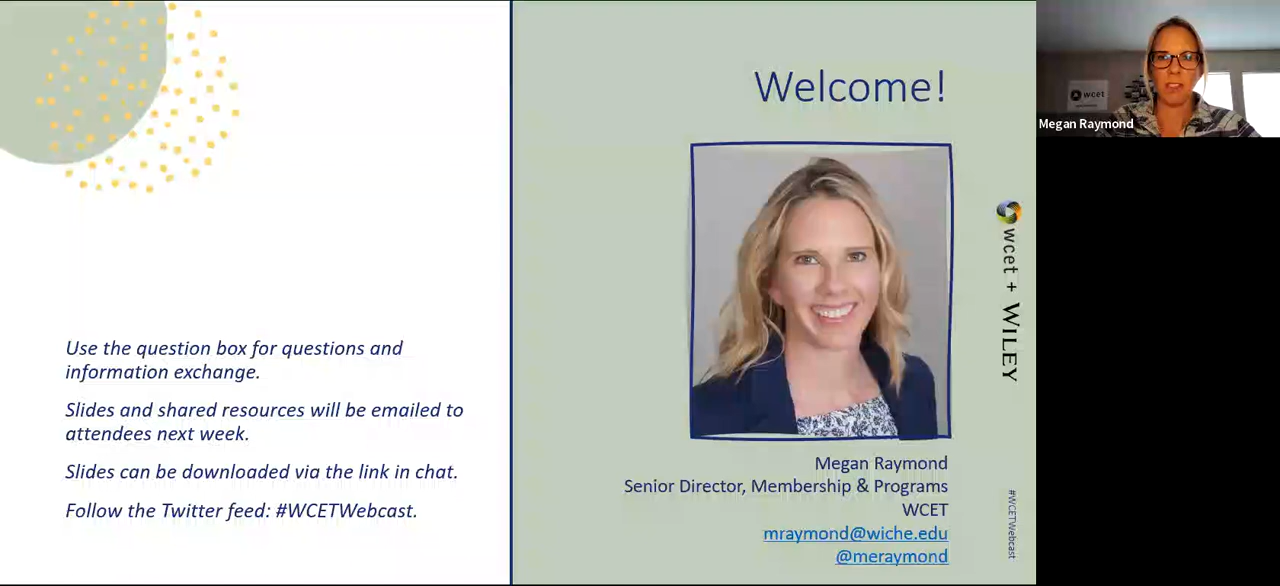 Use the question box for questions and
information exchange.
Slides and shared resources will be emailed to
attendees next week.
Slides can be downloaded via the link in chat.
Follow the Twitter feed: #WCETWebcast.
Welcome!
Megan Raymond
Senior Director, Membership & Programs
WCET
mraymond@wiche.edu
@meraymond
wcet + WILEY
#WCETWebcast
wcet
Megan Raymond